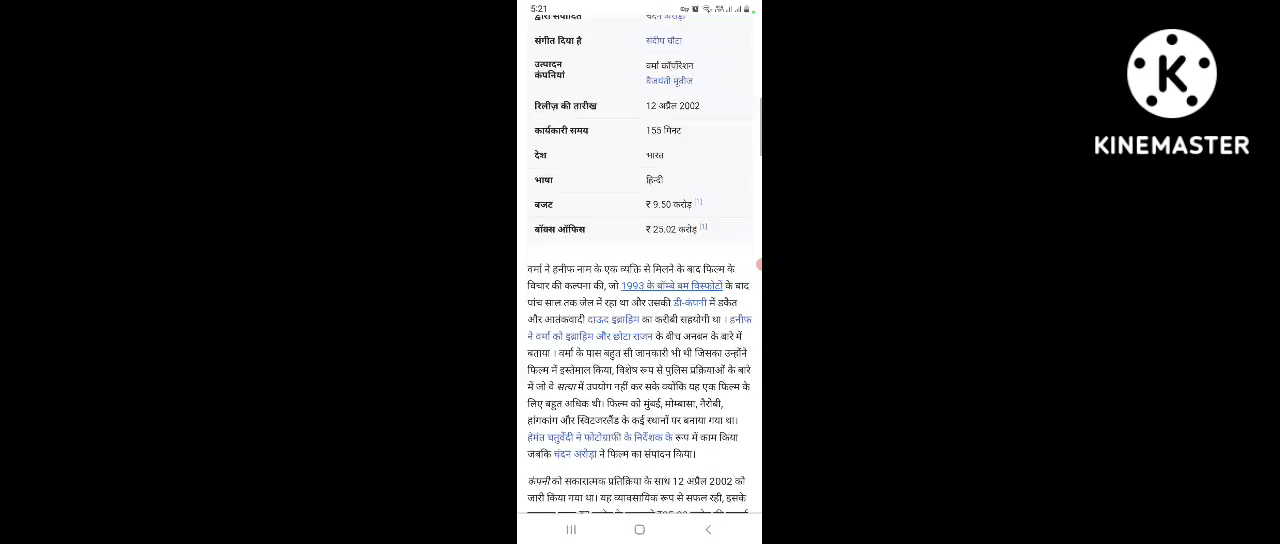 5:21
द्वारा संपादित चंदन अरोड़ा
KINEMASTER
संगीत दिया है संदीप चौटा
उत्पादन कंपनियां वर्मा कॉर्पोरेशन
वैजयंती मूवीज
रिलीज़ की तारीख 12 अप्रैल 2002
कार्यकारी समय 155 मिनट
देश भारत
भाषा हिन्दी
बजट ₹ 9.50 करोड़ [1]
बॉक्स ऑफिस ₹ 25.02 करोड़ [1]
वर्मा ने हनीफ नाम के एक व्यक्ति से मिलने के बाद फिल्म के
विचार की कल्पना की, जो 1993 के बॉम्बे बम विस्फोटों के बाद
पांच साल तक जेल में रहा था और उसकी डी-कंपनी में डकैत
और आतंकवादी दाऊद इब्राहिम का करीबी सहयोगी था । हनीफ
ने वर्मा को इब्राहिम और छोटा राजन के बीच अनबन के बारे में
बताया । वर्मा के पास बहुत सी जानकारी भी थी जिसका उन्होंने
फिल्म में इस्तेमाल किया, विशेष रूप से पुलिस प्रक्रियाओं के बारे
में जो वे सत्या में उपयोग नहीं कर सके क्योंकि यह एक फिल्म के
लिए बहुत अधिक थी। फिल्म को मुंबई, मोम्बासा, नैरोबी,
हांगकांग और स्विटजरलैंड के कई स्थानों पर बनाया गया था।
हेमंत चतुर्वेदी ने फोटोग्राफी के निर्देशक के रूप में काम किया
जबकि चंदन अरोड़ा ने फिल्म का संपादन किया।
कंपनी को सकारात्मक प्रतिक्रिया के साथ 12 अप्रैल 2002 को
जारी किया गया था। यह व्यावसायिक रूप से सफल रही, इसके